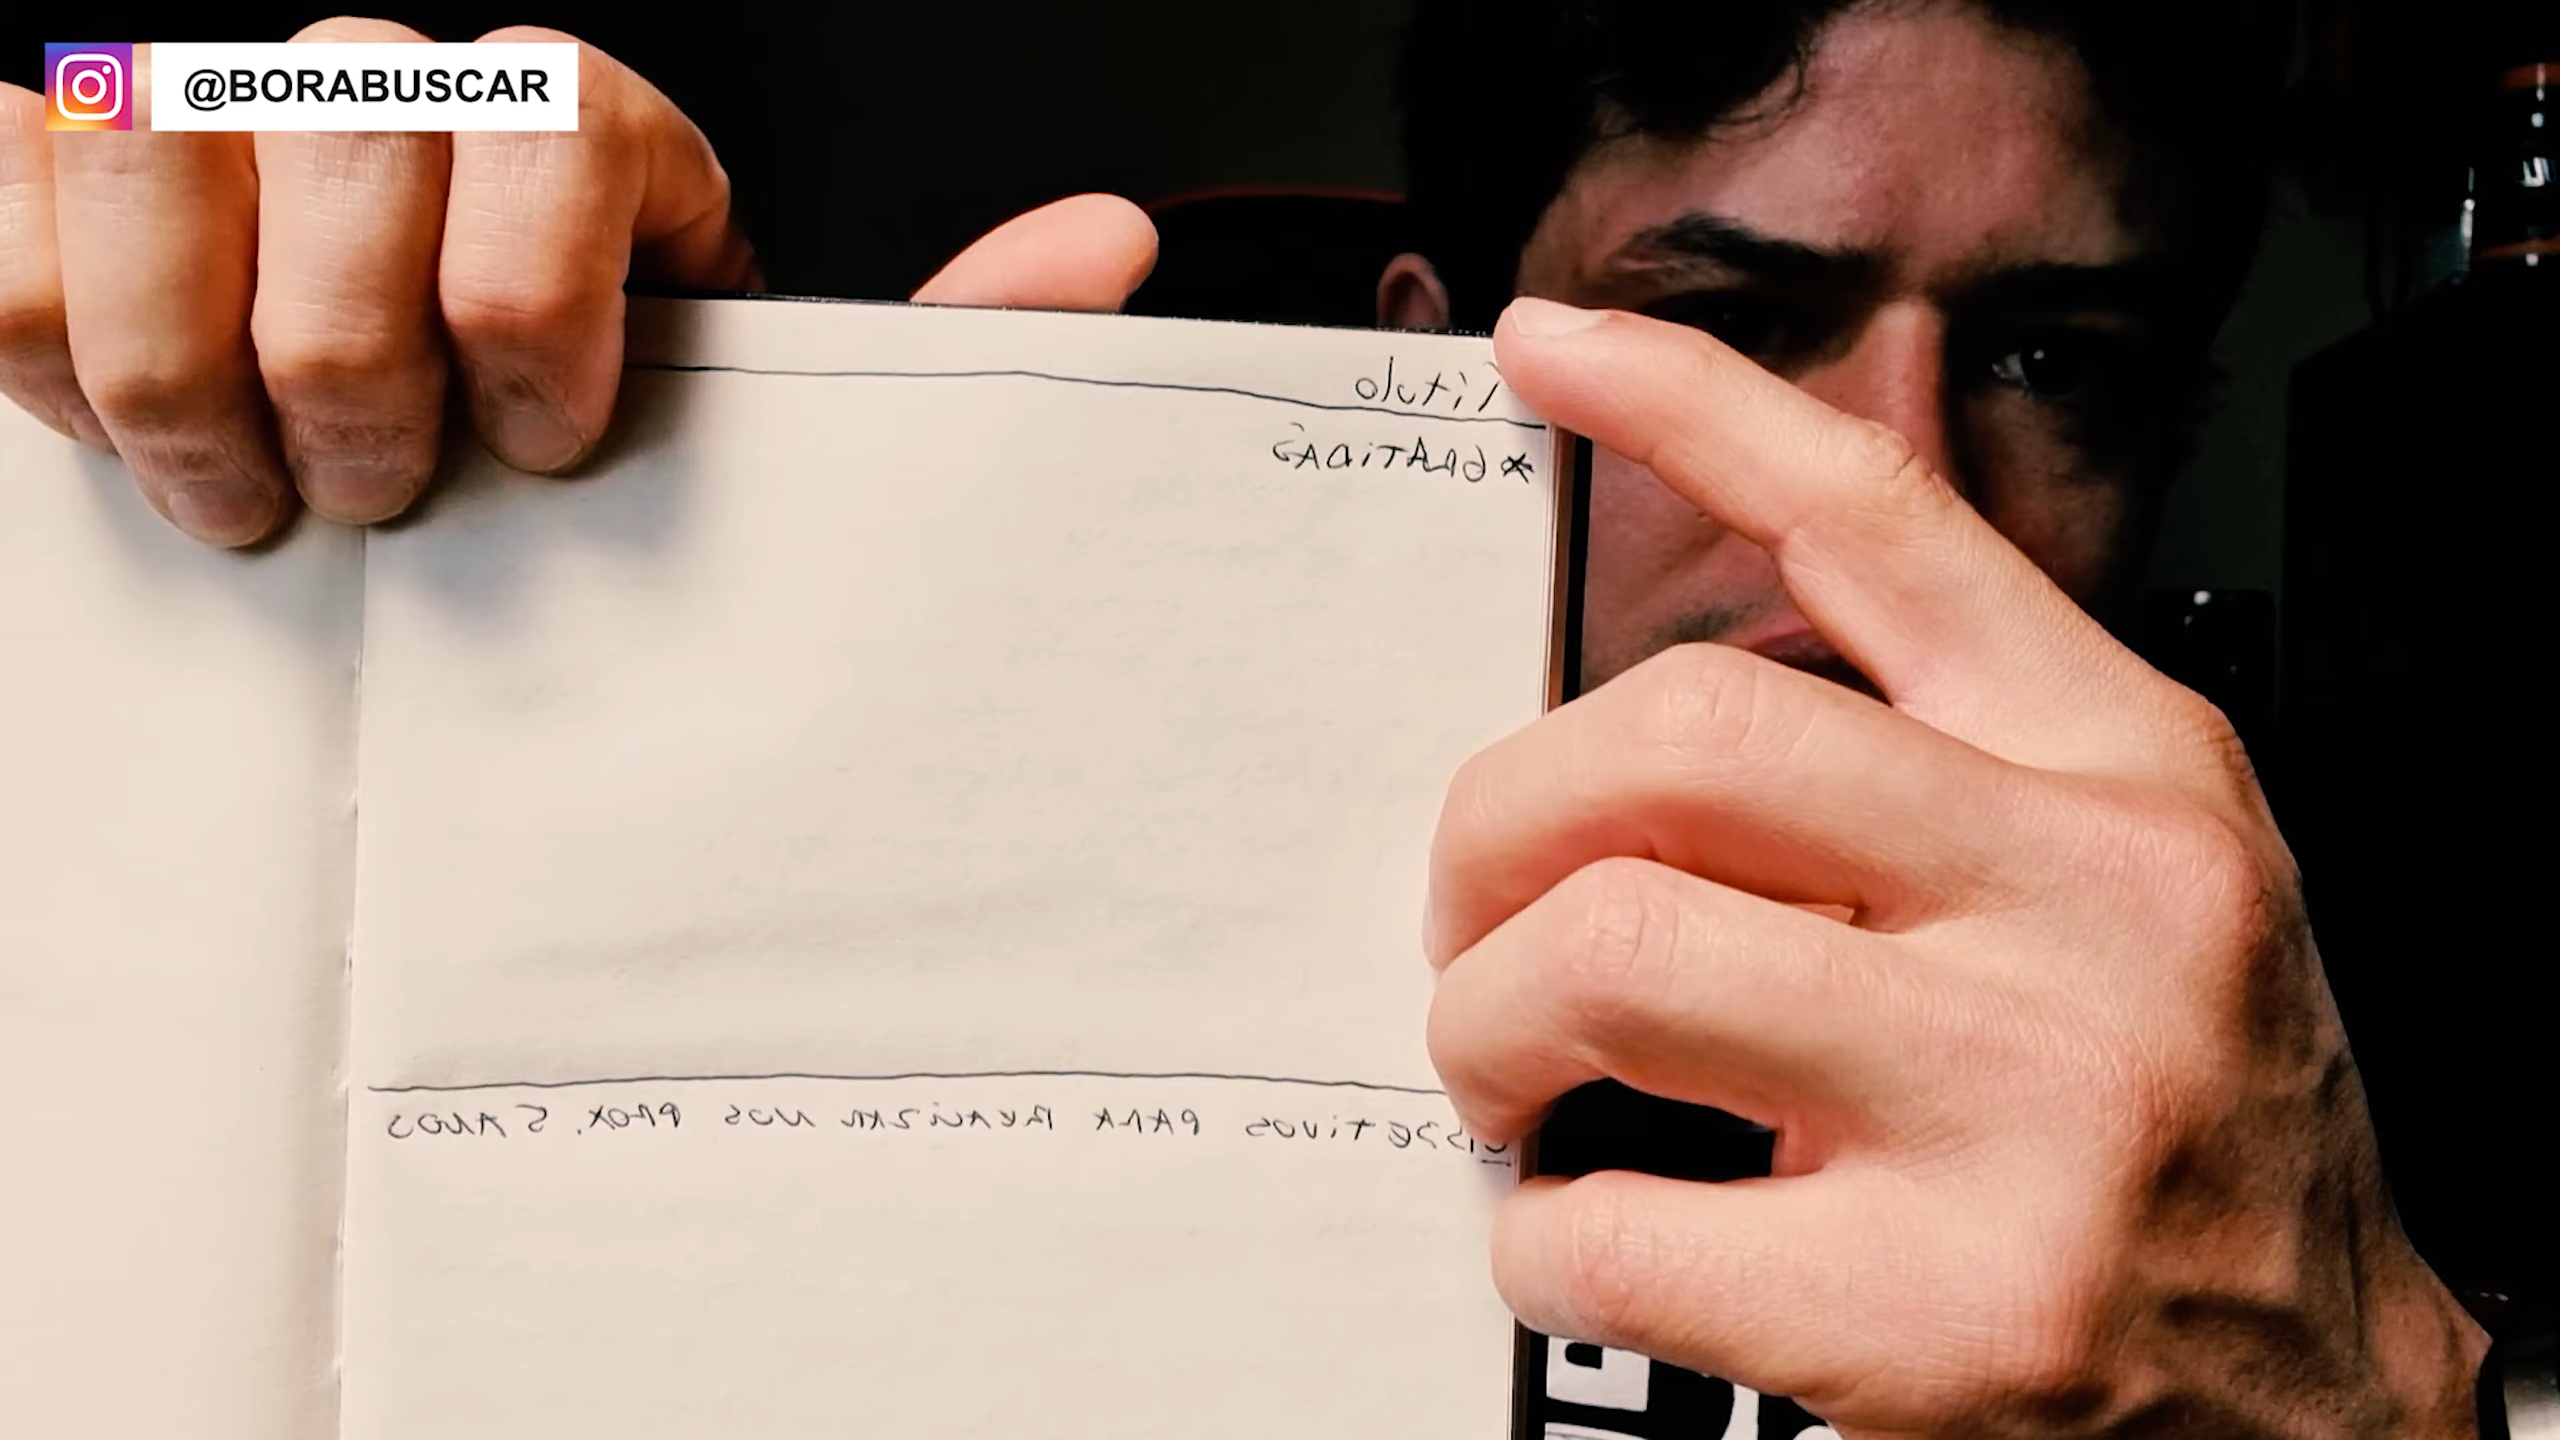 @BORABUSCAR
Título
* GRATIDÃO
OBJETIVOS PARA REALIZAR NOS PROX. 5 ANOS